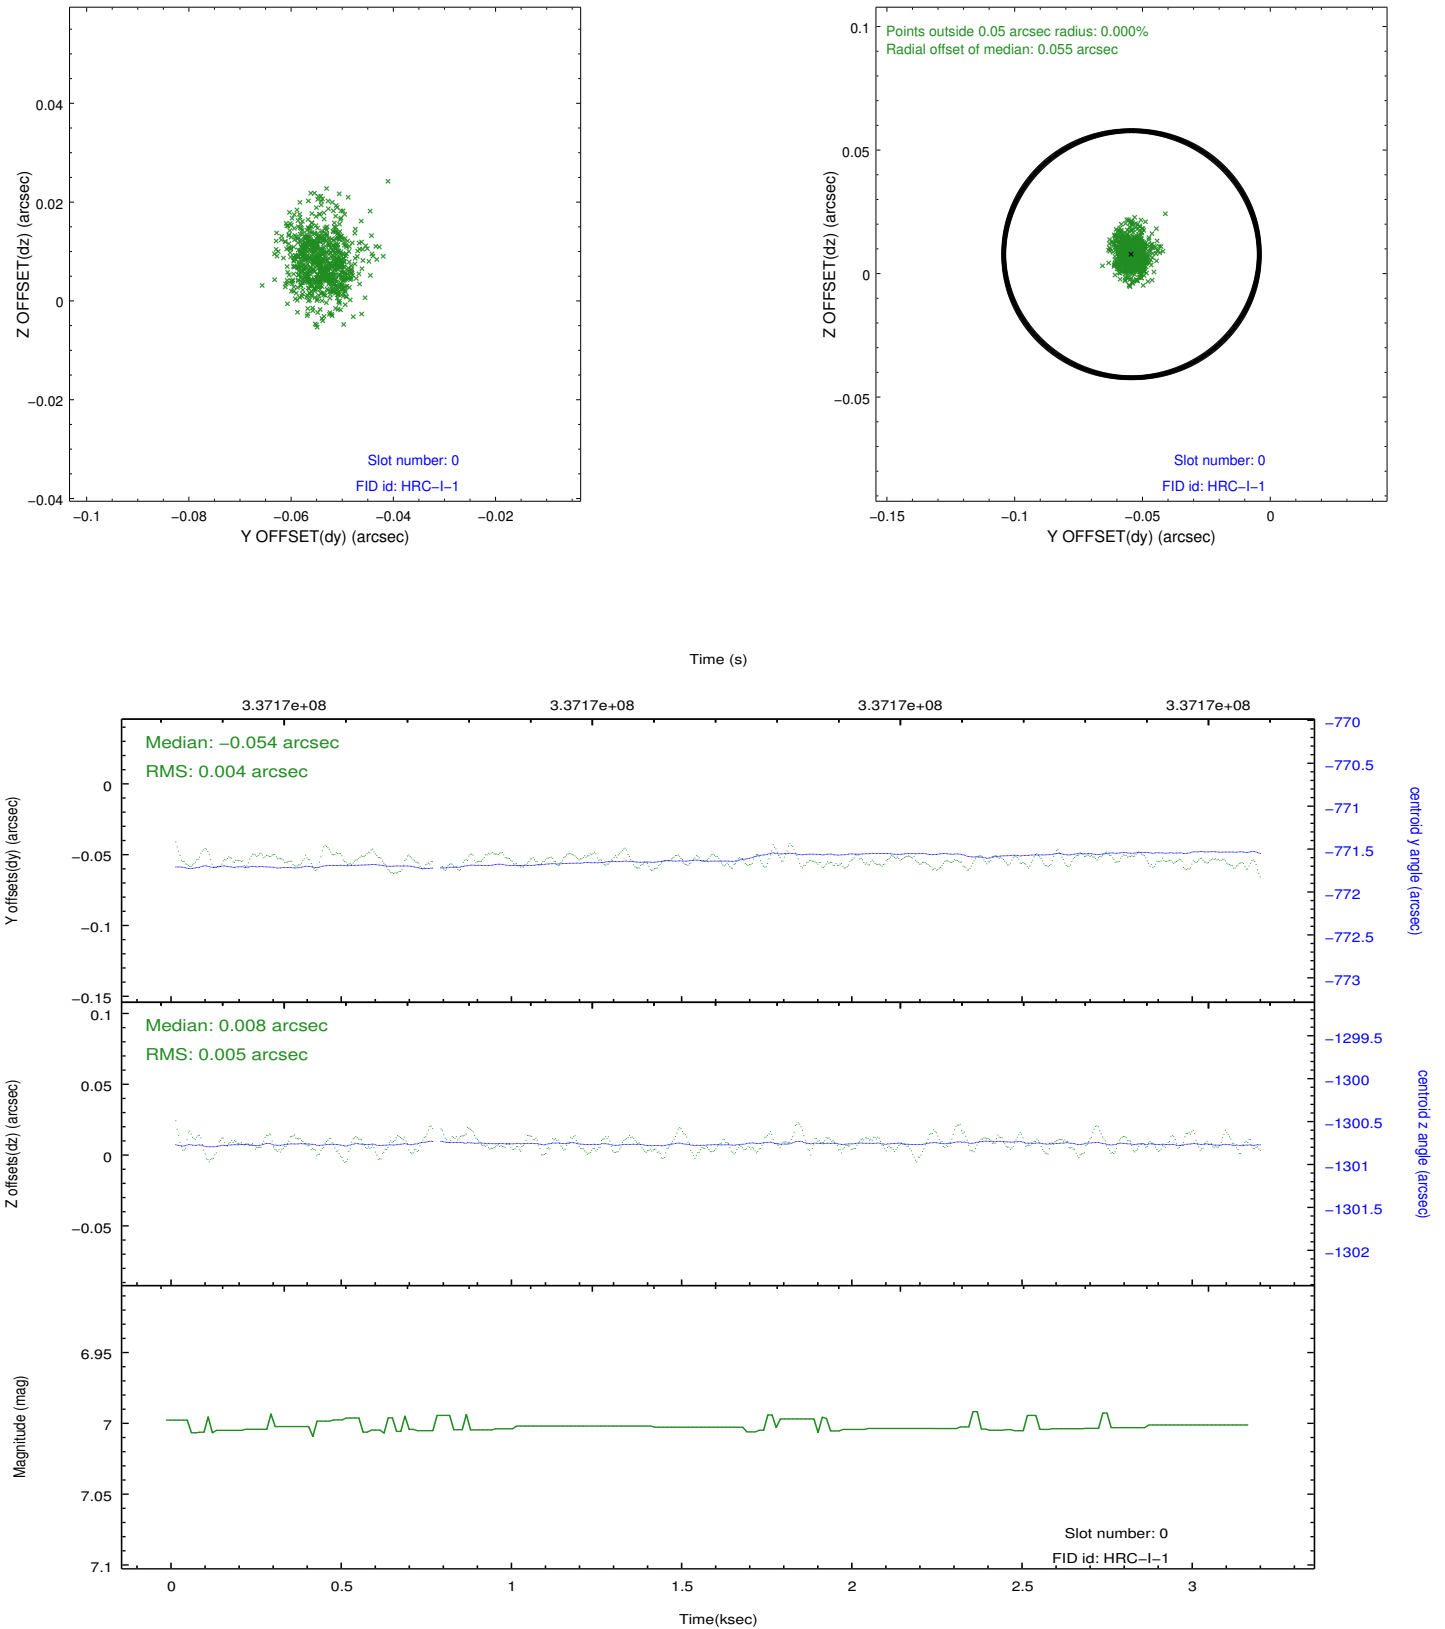 0.04
0.02
0
−0.02
−0.04
Z OFFSET(dz) (arcsec)
Slot number: 0
FID id: HRC−I−1
−0.1
−0.08
−0.06
−0.04
−0.02
Y OFFSET(dy) (arcsec)
Points outside 0.05 arcsec radius: 0.000%
Radial offset of median: 0.055 arcsec
0.1
0.05
0
−0.05
Z OFFSET(dz) (arcsec)
Slot number: 0
FID id: HRC−I−1
−0.15
−0.1
−0.05
0
Y OFFSET(dy) (arcsec)
Time (s)
3.3717e+08
3.3717e+08
3.3717e+08
3.3717e+08
Median: −0.054 arcsec
RMS: 0.004 arcsec
0
−0.05
−0.1
−0.15
Y offsets(dy) (arcsec)
−770
−770.5
−771
−771.5
−772
−772.5
−773
centroid y angle (arcsec)
Median: 0.008 arcsec
RMS: 0.005 arcsec
0.1
0.05
0
−0.05
Z offsets(dz) (arcsec)
−1299.5
−1300
−1300.5
−1301
−1301.5
−1302
centroid z angle (arcsec)
6.95
7
7.05
7.1
Magnitude (mag)
Slot number: 0
FID id: HRC−I−1
0
0.5
1
1.5
2
2.5
3
Time(ksec)